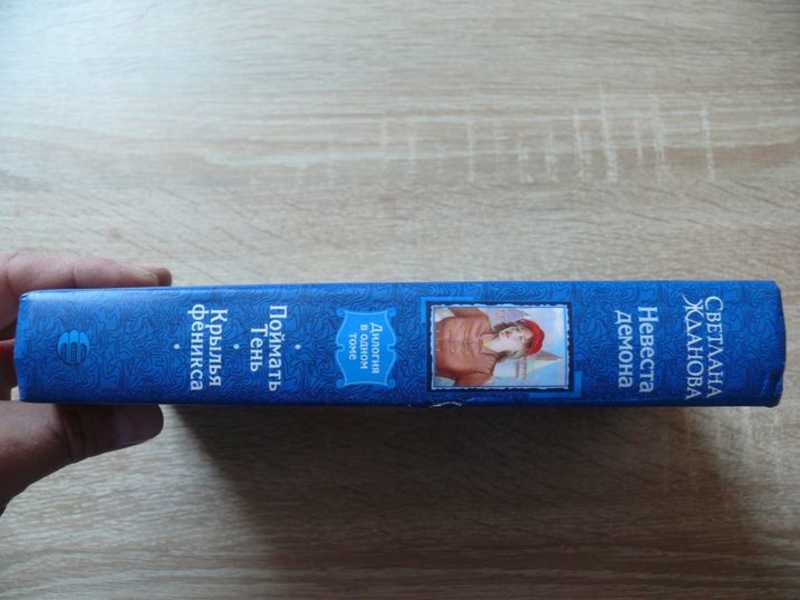 СВЕТЛАНА
ЖДАНОВА
Невеста
демона
Дилогия
в одном
томе
Поймать
Тень
Крылья
феникса